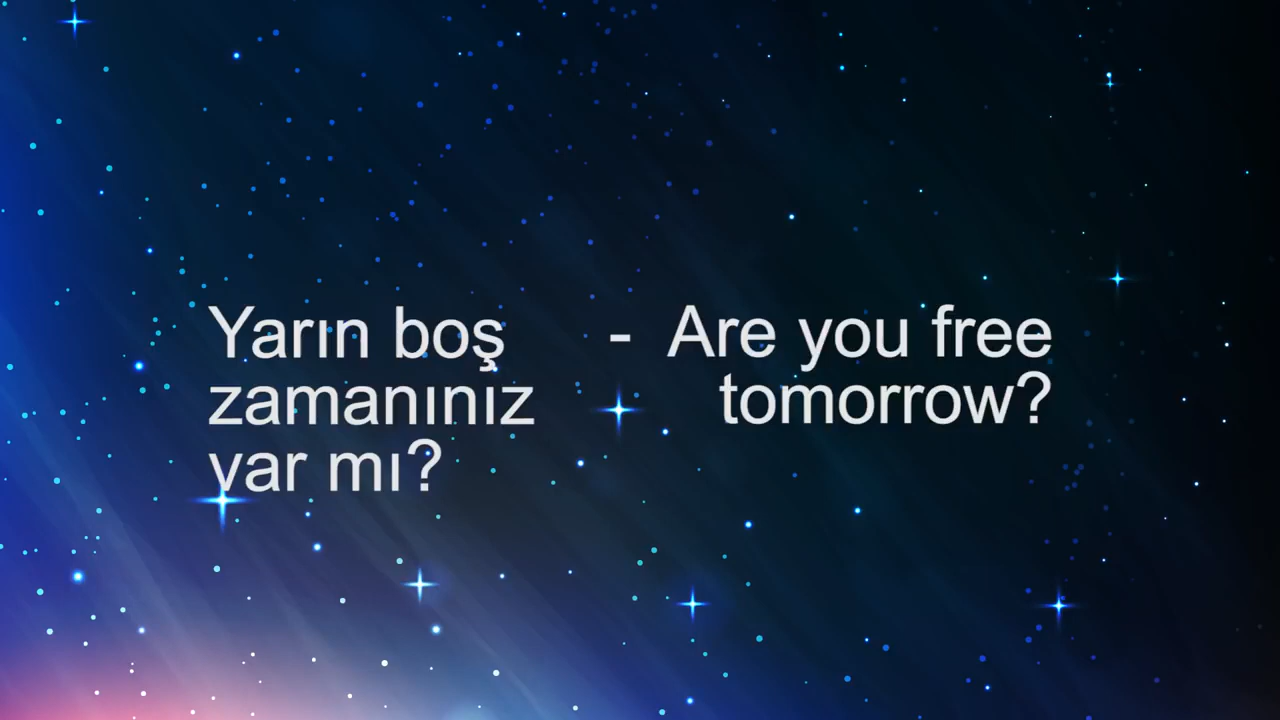 Yarın boş
zamanınız
var mı?
- Are you free
tomorrow?